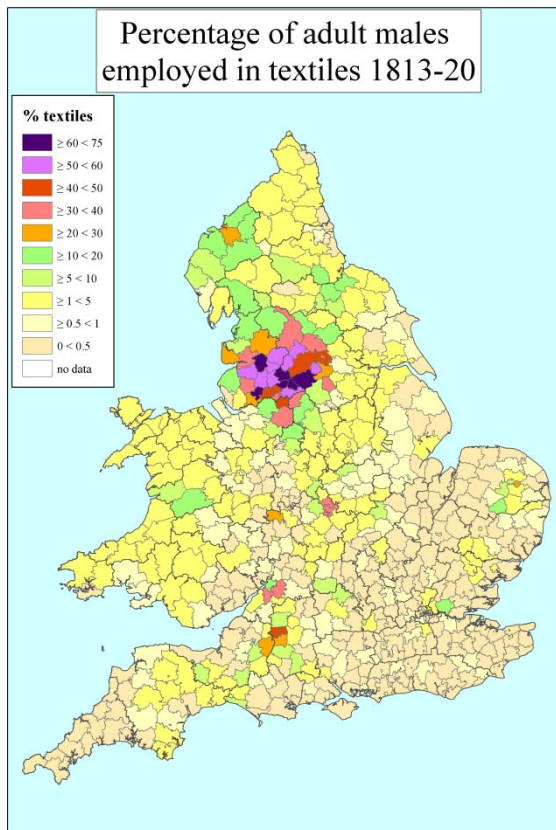 Percentage of adult males
employed in textiles 1813-20
% textiles
≥ 60 < 75
≥ 50 < 60
≥ 40 < 50
≥ 30 < 40
≥ 20 < 30
≥ 10 < 20
≥ 5 < 10
≥ 1 < 5
≥ 0.5 < 1
0 < 0.5
no data